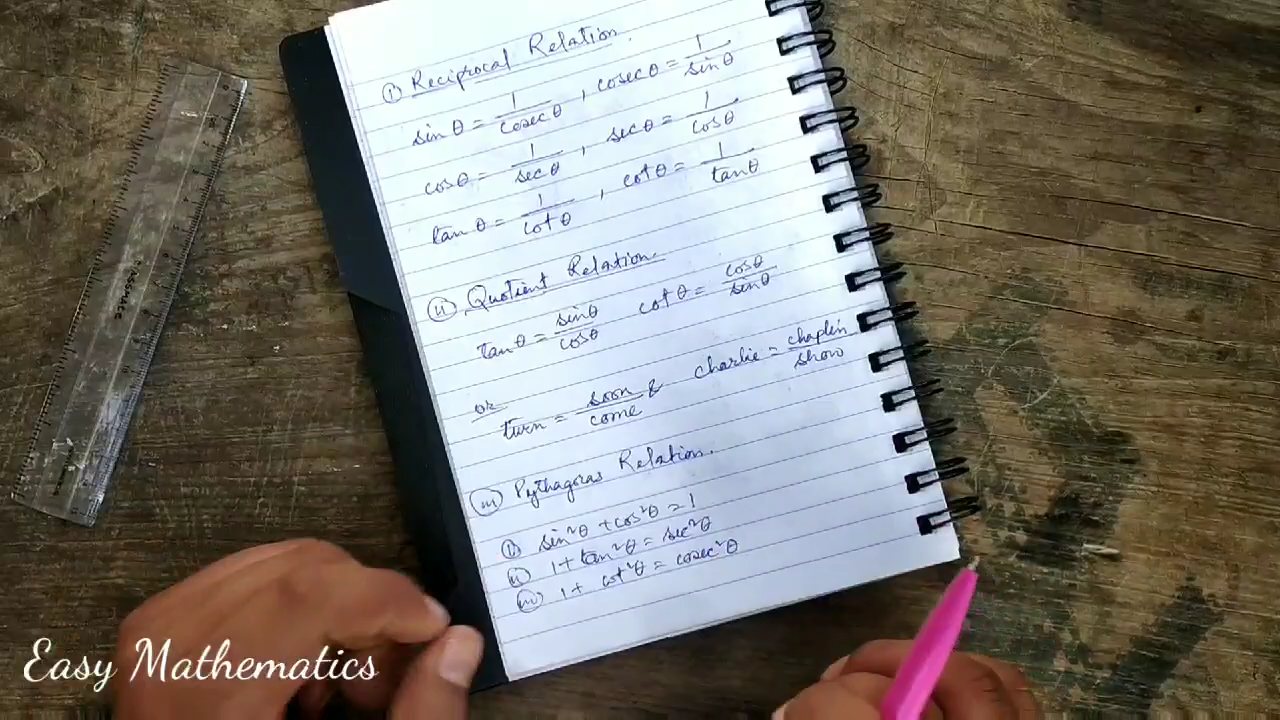 (i) Reciprocal Relation.
sin θ = 1/cosec θ , cosec θ = 1/sin θ
cos θ = 1/sec θ , sec θ = 1/cos θ
tan θ = 1/cot θ , cot θ = 1/tan θ
(ii) Quotient Relation.
tan θ = sin θ/cos θ cot θ = cos θ/sin θ
or
turn = soon/come & charlie = chaplin/show
(iii) Pythagoras Relation.
(i) sin²θ + cos²θ = 1
(ii) 1 + tan²θ = sec²θ
(iii) 1 + cot²θ = cosec²θ
Easy Mathematics